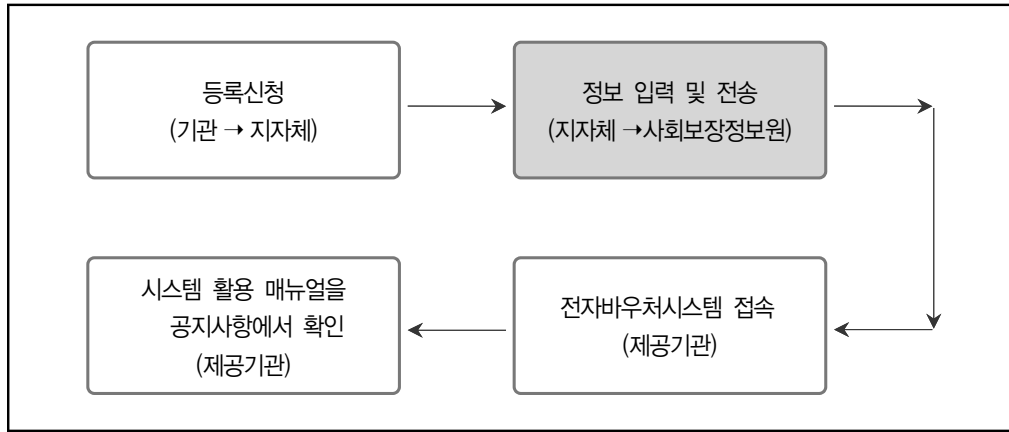 등록신청
(기관 → 지자체)
정보 입력 및 전송
(지자체 →사회보장정보원)
전자바우처시스템 접속
(제공기관)
시스템 활용 매뉴얼을
공지사항에서 확인
(제공기관)